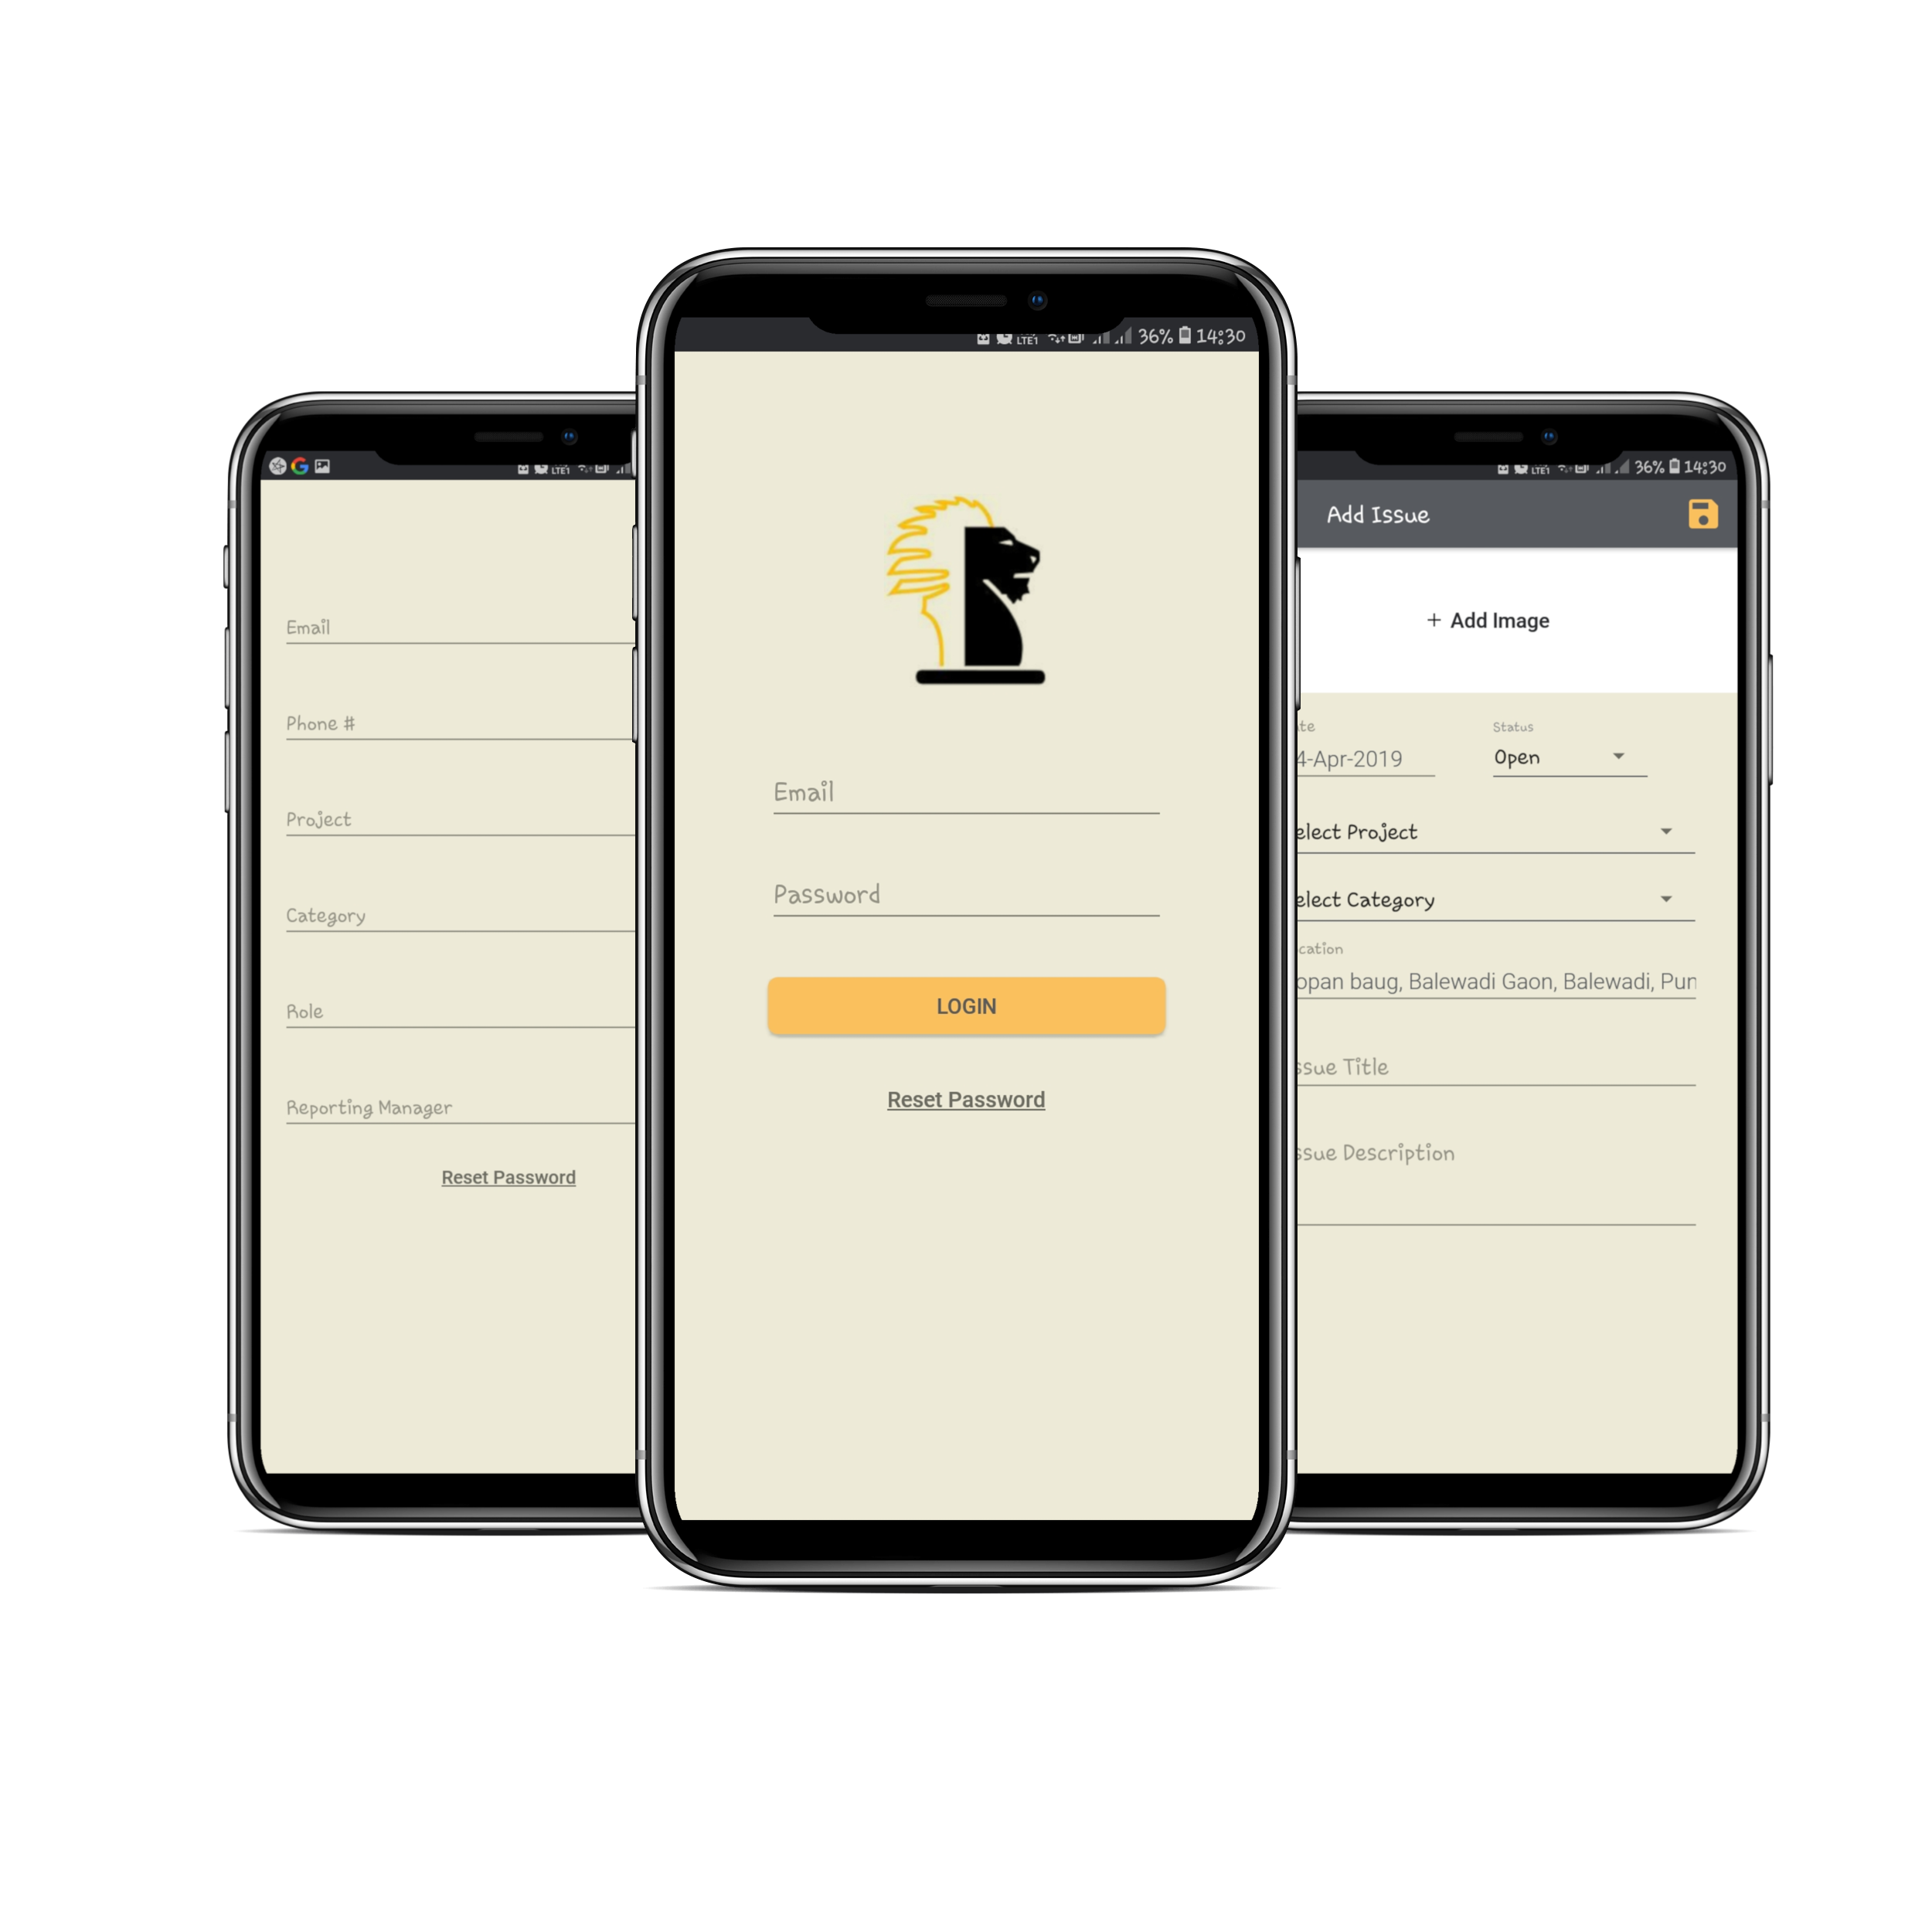 Email
Phone #
Project
Category
Role
Reporting Manager
Reset Password
LTE1 36% 14:30
Email
Password
LOGIN
Reset Password
LTE1 36% 14:30
Add Issue
+ Add Image
te
Status
4-Apr-2019
Open
elect Project
elect Category
cation
opan baug, Balewadi Gaon, Balewadi, Pun
ssue Title
ssue Description